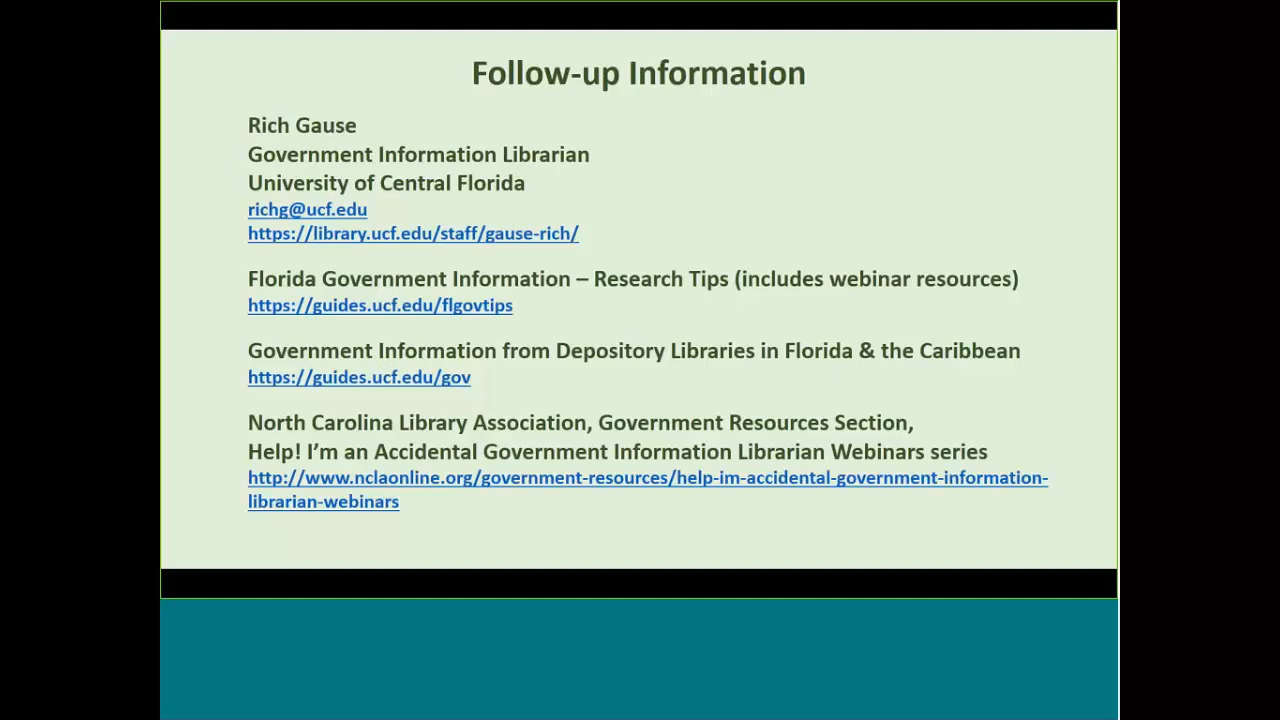 Follow-up Information
Rich Gause
Government Information Librarian
University of Central Florida
richg@ucf.edu
https://library.ucf.edu/staff/gause-rich/
Florida Government Information – Research Tips (includes webinar resources)
https://guides.ucf.edu/flgovtips
Government Information from Depository Libraries in Florida & the Caribbean
https://guides.ucf.edu/gov
North Carolina Library Association, Government Resources Section,
Help! I’m an Accidental Government Information Librarian Webinars series
http://www.nclaonline.org/government-resources/help-im-accidental-government-information-
librarian-webinars